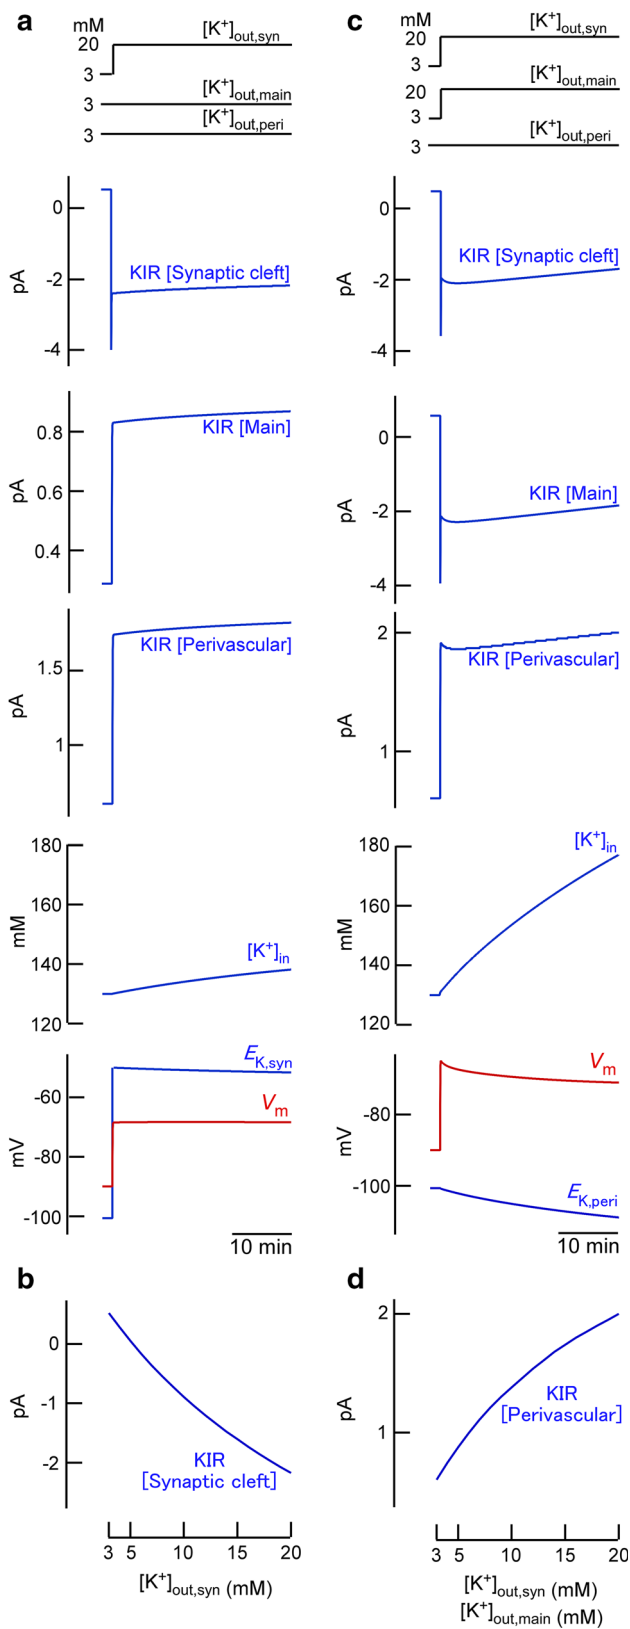 a
mM
[K+]out,syn
20
3
[K+]out,main
3
[K+]out,peri
3
0
KIR [Synaptic cleft]
-2
pA
-4
0.8
KIR [Main]
0.6
pA
0.4
KIR [Perivascular]
1.5
pA
1
180
160
mM
[K+]in
140
120
EK,syn
-60
Vm
mV
-80
-100
10 min
b
0
-1
pA
KIR
-2
[Synaptic cleft]
3 5 10 15 20
[K+]out,syn (mM)
c
mM
[K+]out,syn
20
3
[K+]out,main
20
3
[K+]out,peri
3
0
KIR [Synaptic cleft]
-2
pA
-4
0
KIR [Main]
-2
pA
-4
2
KIR [Perivascular]
pA
1
[K+]in
180
160
mM
140
120
Vm
-80
mV
EK,peri
-100
10 min
d
2
KIR
[Perivascular]
pA
1
3 5 10 15 20
[K+]out,syn (mM)
[K+]out,main (mM)